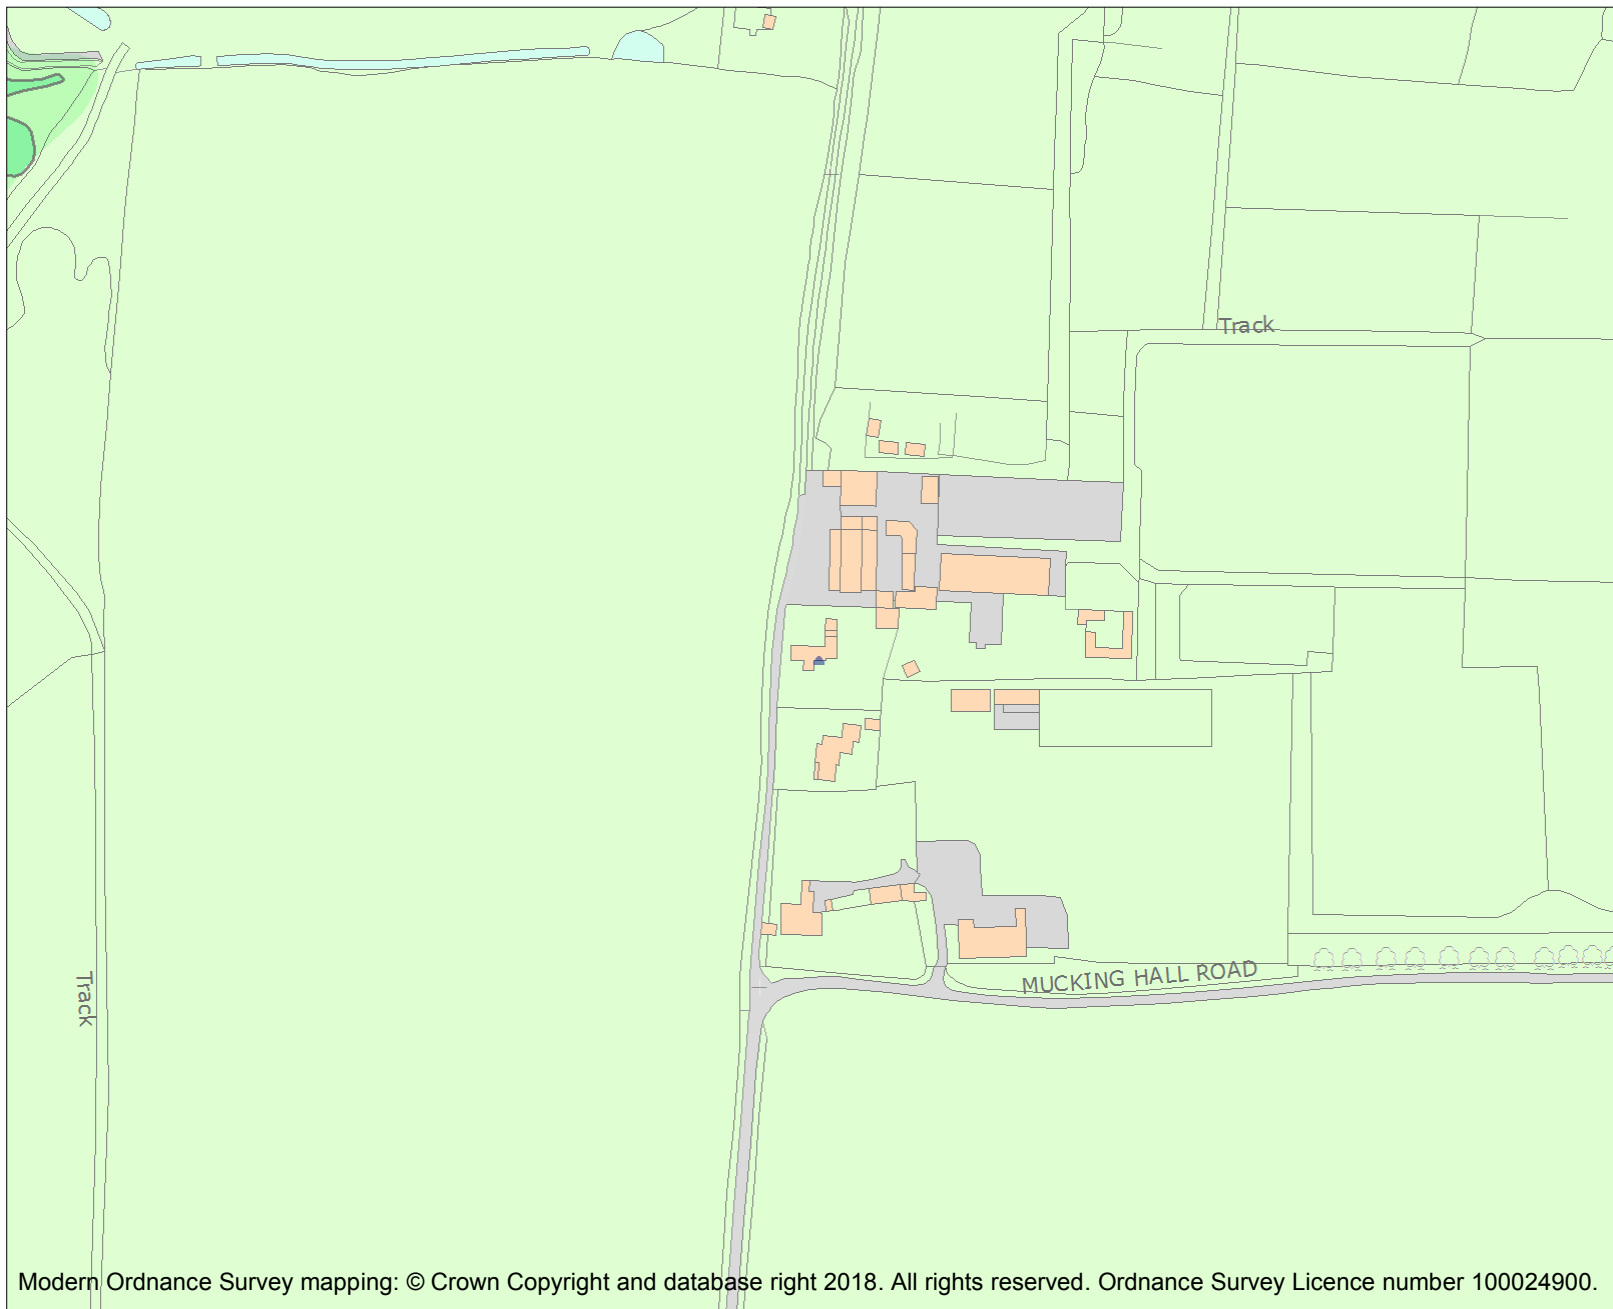 Track
Track
MUCKING HALL ROAD
Modern Ordnance Survey mapping: © Crown Copyright and database right 2018. All rights reserved. Ordnance Survey Licence number 100024900.